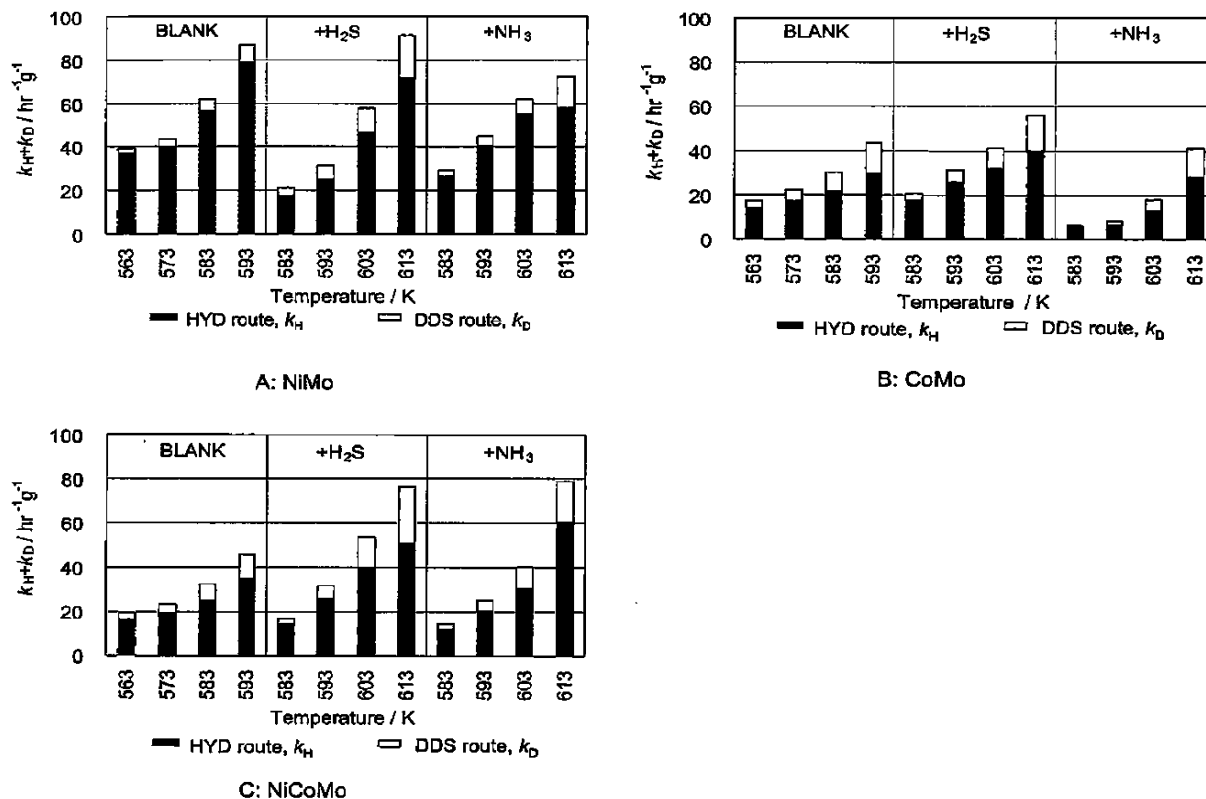 BLANK +H₂S +NH₃
100
80
60
40
20
0
kH+kD / hr⁻¹g⁻¹
563 573 583 593 583 593 603 613 583 593 603 613
Temperature / K
HYD route, kH DDS route, kD
A: NiMo
BLANK +H₂S +NH₃
100
80
60
40
20
0
kH+kD / hr⁻¹g⁻¹
563 573 583 593 583 593 603 613 583 593 603 613
Temperature / K
HYD route, kH DDS route, kD
B: CoMo
BLANK +H₂S +NH₃
100
80
60
40
20
0
kH+kD / hr⁻¹g⁻¹
563 573 583 593 583 593 603 613 583 593 603 613
Temperature / K
HYD route, kH DDS route, kD
C: NiCoMo